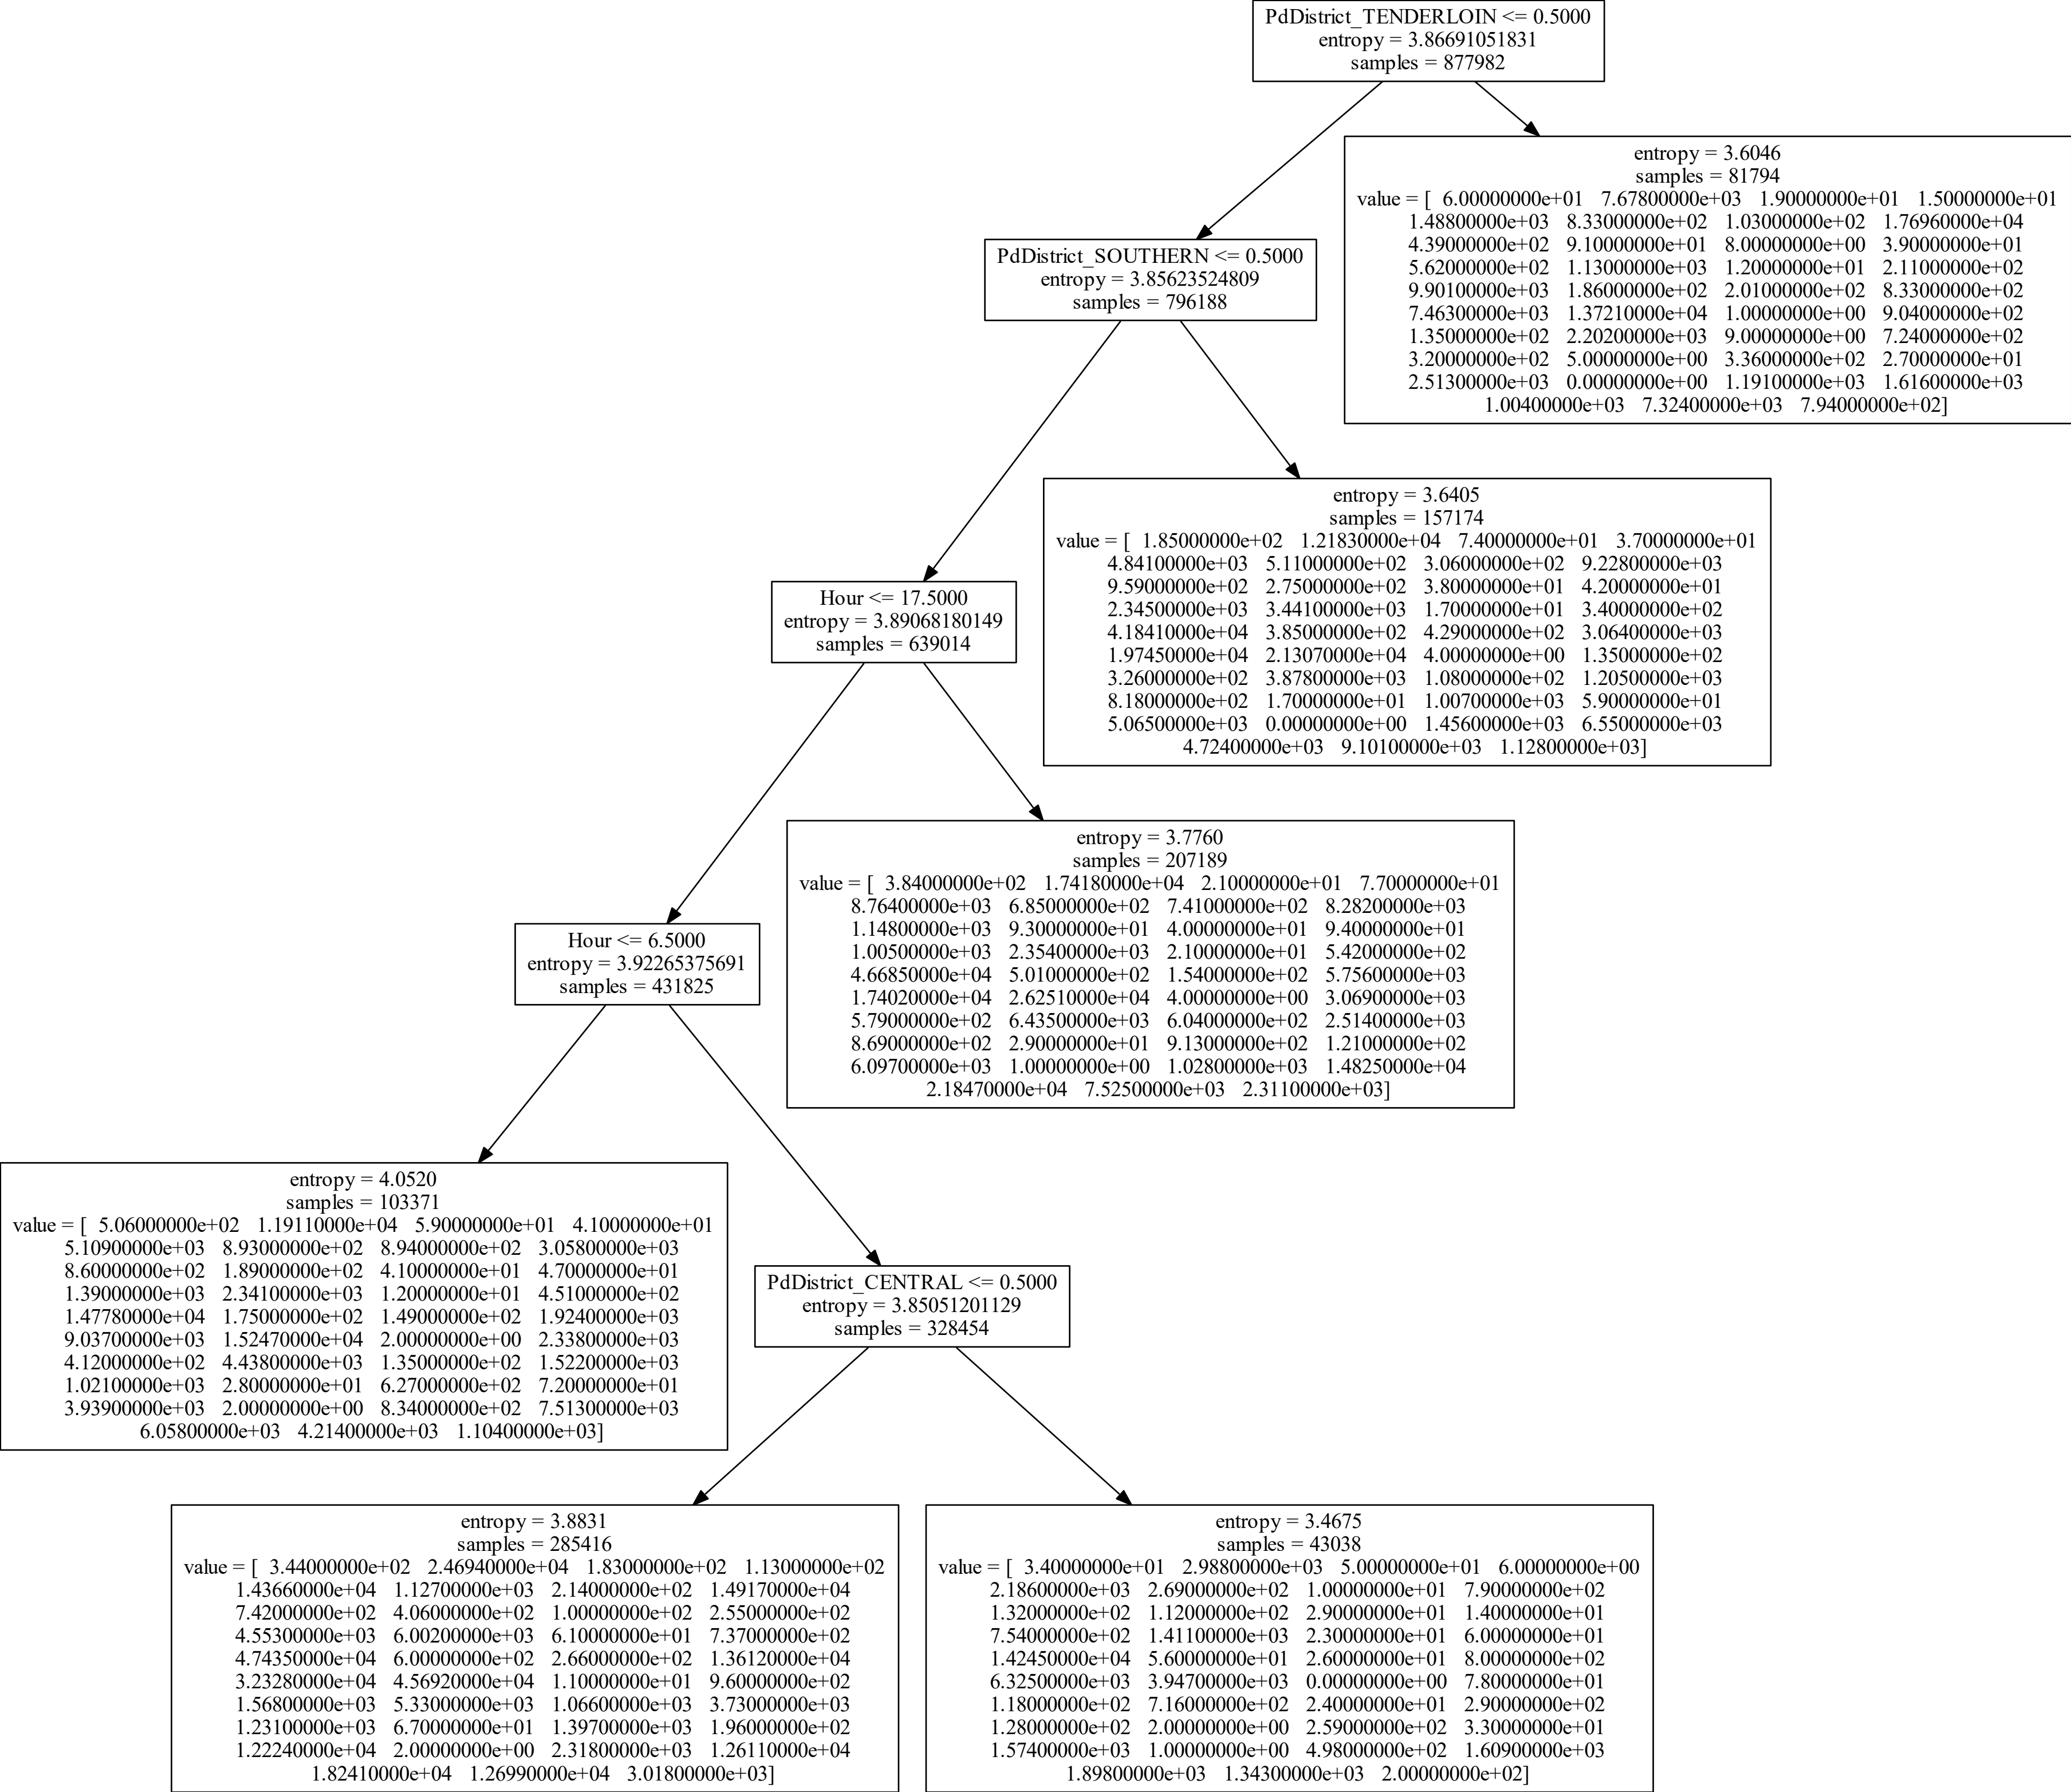 PdDistrict_TENDERLOIN <= 0.5000
entropy = 3.86691051831
samples = 877982
entropy = 3.6046
samples = 81794
value = [ 6.00000000e+01 7.67800000e+03 1.90000000e+01 1.50000000e+01
1.48800000e+03 8.33000000e+02 1.03000000e+02 1.76960000e+04
4.39000000e+02 9.10000000e+01 8.00000000e+00 3.90000000e+01
5.62000000e+02 1.13000000e+03 1.20000000e+01 2.11000000e+02
9.90100000e+03 1.86000000e+02 2.01000000e+02 8.33000000e+02
7.46300000e+03 1.37210000e+04 1.00000000e+00 9.04000000e+02
1.35000000e+02 2.20200000e+03 9.00000000e+00 7.24000000e+02
3.20000000e+02 5.00000000e+00 3.36000000e+02 2.70000000e+01
2.51300000e+03 0.00000000e+00 1.19100000e+03 1.61600000e+03
1.00400000e+03 7.32400000e+03 7.94000000e+02]
PdDistrict_SOUTHERN <= 0.5000
entropy = 3.85623524809
samples = 796188
entropy = 3.6405
samples = 157174
value = [ 1.85000000e+02 1.21830000e+04 7.40000000e+01 3.70000000e+01
4.84100000e+03 5.11000000e+02 3.06000000e+02 9.22800000e+03
9.59000000e+02 2.75000000e+02 3.80000000e+01 4.20000000e+01
2.34500000e+03 3.44100000e+03 1.70000000e+01 3.40000000e+02
4.18410000e+04 3.85000000e+02 4.29000000e+02 3.06400000e+03
1.97450000e+04 2.13070000e+04 4.00000000e+00 1.35000000e+02
3.26000000e+02 3.87800000e+03 1.08000000e+02 1.20500000e+03
8.18000000e+02 1.70000000e+01 1.00700000e+03 5.90000000e+01
5.06500000e+03 0.00000000e+00 1.45600000e+03 6.55000000e+03
4.72400000e+03 9.10100000e+03 1.12800000e+03]
Hour <= 17.5000
entropy = 3.89068180149
samples = 639014
entropy = 3.7760
samples = 207189
value = [ 3.84000000e+02 1.74180000e+04 2.10000000e+01 7.70000000e+01
8.76400000e+03 6.85000000e+02 7.41000000e+02 8.28200000e+03
1.14800000e+03 9.30000000e+01 4.00000000e+01 9.40000000e+01
1.00500000e+03 2.35400000e+03 2.10000000e+01 5.42000000e+02
4.66850000e+04 5.01000000e+02 1.54000000e+02 5.75600000e+03
1.74020000e+04 2.62510000e+04 4.00000000e+00 3.06900000e+03
5.79000000e+02 6.43500000e+03 6.04000000e+02 2.51400000e+03
8.69000000e+02 2.90000000e+01 9.13000000e+02 1.21000000e+02
6.09700000e+03 1.00000000e+00 1.02800000e+03 1.48250000e+04
2.18470000e+04 7.52500000e+03 2.31100000e+03]
Hour <= 6.5000
entropy = 3.92265375691
samples = 431825
entropy = 4.0520
samples = 103371
value = [ 5.06000000e+02 1.19110000e+04 5.90000000e+01 4.10000000e+01
5.10900000e+03 8.93000000e+02 8.94000000e+02 3.05800000e+03
8.60000000e+02 1.89000000e+02 4.10000000e+01 4.70000000e+01
1.39000000e+03 2.34100000e+03 1.20000000e+01 4.51000000e+02
1.47780000e+04 1.75000000e+02 1.49000000e+02 1.92400000e+03
9.03700000e+03 1.52470000e+04 2.00000000e+00 2.33800000e+03
4.12000000e+02 4.43800000e+03 1.35000000e+02 1.52200000e+03
1.02100000e+03 2.80000000e+01 6.27000000e+02 7.20000000e+01
3.93900000e+03 2.00000000e+00 8.34000000e+02 7.51300000e+03
6.05800000e+03 4.21400000e+03 1.10400000e+03]
PdDistrict_CENTRAL <= 0.5000
entropy = 3.85051201129
samples = 328454
entropy = 3.8831
samples = 285416
value = [ 3.44000000e+02 2.46940000e+04 1.83000000e+02 1.13000000e+02
1.43660000e+04 1.12700000e+03 2.14000000e+02 1.49170000e+04
7.42000000e+02 4.06000000e+02 1.00000000e+02 2.55000000e+02
4.55300000e+03 6.00200000e+03 6.10000000e+01 7.37000000e+02
4.74350000e+04 6.00000000e+02 2.66000000e+02 1.36120000e+04
3.23280000e+04 4.56920000e+04 1.10000000e+01 9.60000000e+02
1.56800000e+03 5.33000000e+03 1.06600000e+03 3.73000000e+03
1.23100000e+03 6.70000000e+01 1.39700000e+03 1.96000000e+02
1.22240000e+04 2.00000000e+00 2.31800000e+03 1.26110000e+04
1.82410000e+04 1.26990000e+04 3.01800000e+03]
entropy = 3.4675
samples = 43038
value = [ 3.40000000e+01 2.98800000e+03 5.00000000e+01 6.00000000e+00
2.18600000e+03 2.69000000e+02 1.00000000e+01 7.90000000e+02
1.32000000e+02 1.12000000e+02 2.90000000e+01 1.40000000e+01
7.54000000e+02 1.41100000e+03 2.30000000e+01 6.00000000e+01
1.42450000e+04 5.60000000e+01 2.60000000e+01 8.00000000e+02
6.32500000e+03 3.94700000e+03 0.00000000e+00 7.80000000e+01
1.18000000e+02 7.16000000e+02 2.40000000e+01 2.90000000e+02
1.28000000e+02 2.00000000e+00 2.59000000e+02 3.30000000e+01
1.57400000e+03 1.00000000e+00 4.98000000e+02 1.60900000e+03
1.89800000e+03 1.34300000e+03 2.00000000e+02]